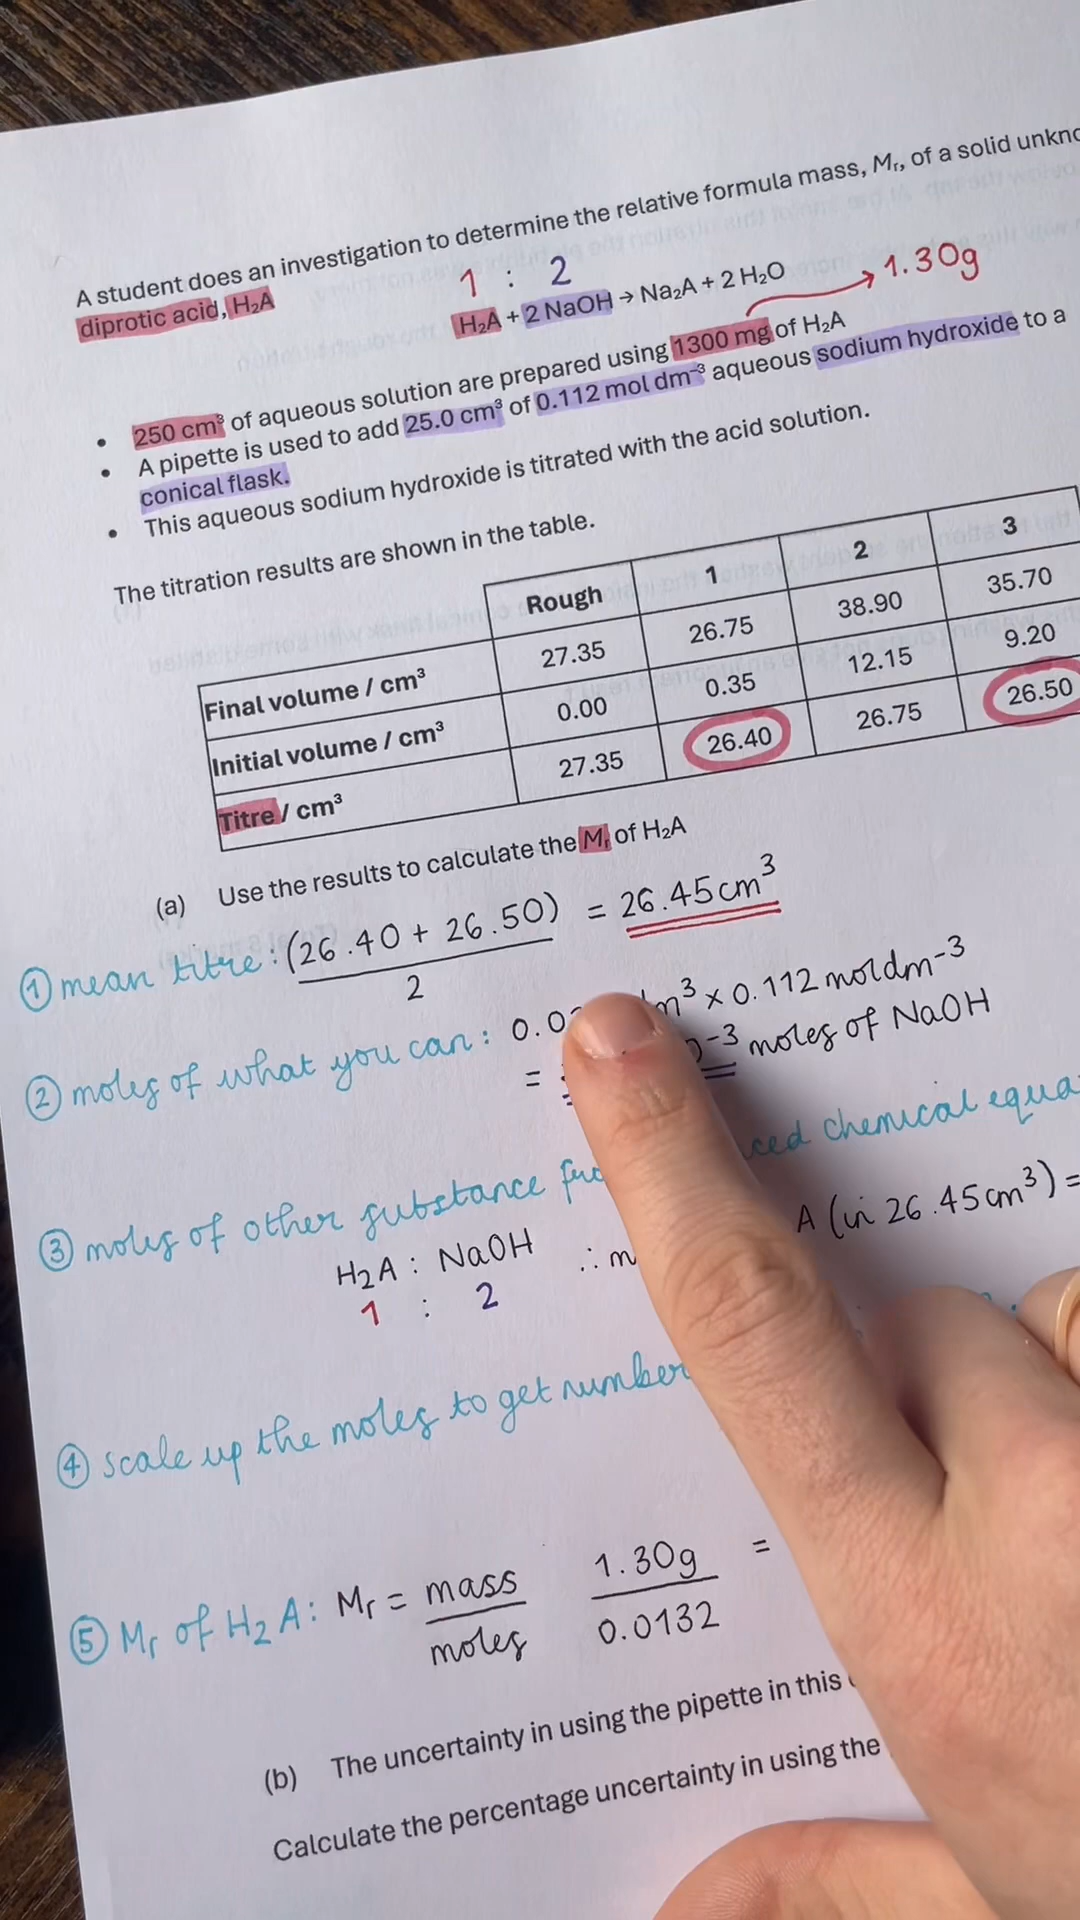 A student does an investigation to determine the relative formula mass, Mr, of a solid
diprotic acid, H₂A
1 : 2
H₂A + 2 NaOH → Na₂A + 2 H₂O
1.30g
• 250 cm³ of aqueous solution are prepared using 1300 mg of H₂A
• A pipette is used to add 25.0 cm³ of 0.112 mol dm⁻³ aqueous sodium hydroxide to a
conical flask.
• This aqueous sodium hydroxide is titrated with the acid solution.
The titration results are shown in the table.
Rough 1 2 3
Final volume / cm³ 27.35 26.75 38.90 35.70
Initial volume / cm³ 0.00 0.35 12.15 9.20
Titre / cm³ 27.35 26.40 26.75 26.50
(a) Use the results to calculate the Mr of H₂A
① mean titre: (26.40 + 26.50) = 26.45cm³
2
② moles of what you can: 0.0 m³ × 0.112 moldm⁻³
= ⁻³ moles of NaOH
③ moles of other substance chemical
H₂A : NaOH ∴ A (in 26.45cm³) =
1 : 2
④ scale up the moles to get number
⑤ Mr of H₂A: Mr = mass 1.30g =
moles 0.0132
(b) The uncertainty in using the pipette in this
Calculate the percentage uncertainty in using the